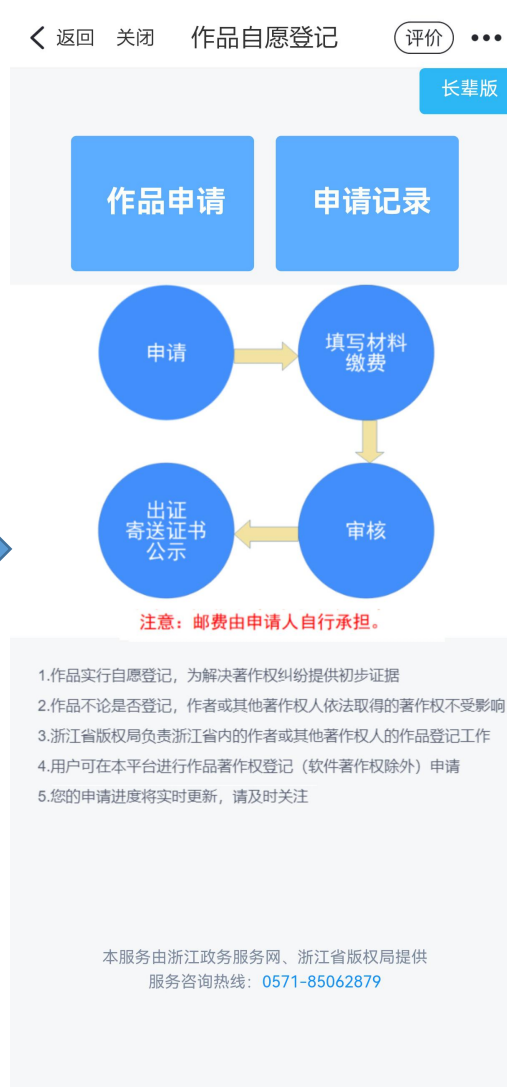 返回 关闭 作品自愿登记 评价
长辈版
作品申请 申请记录
申请
填写材料
缴费
出证
寄送证书
公示
审核
注意：邮费由申请人自行承担。
1.作品实行自愿登记，为解决著作权纠纷提供初步证据
2.作品不论是否登记，作者或其他著作权人依法取得的著作权不受影响
3.浙江省版权局负责浙江省内的作者或其他著作权人的作品登记工作
4.用户可在本平台进行作品著作权登记（软件著作权除外）申请
5.您的申请进度将实时更新，请及时关注
本服务由浙江政务服务网、浙江省版权局提供
服务咨询热线：0571-85062879